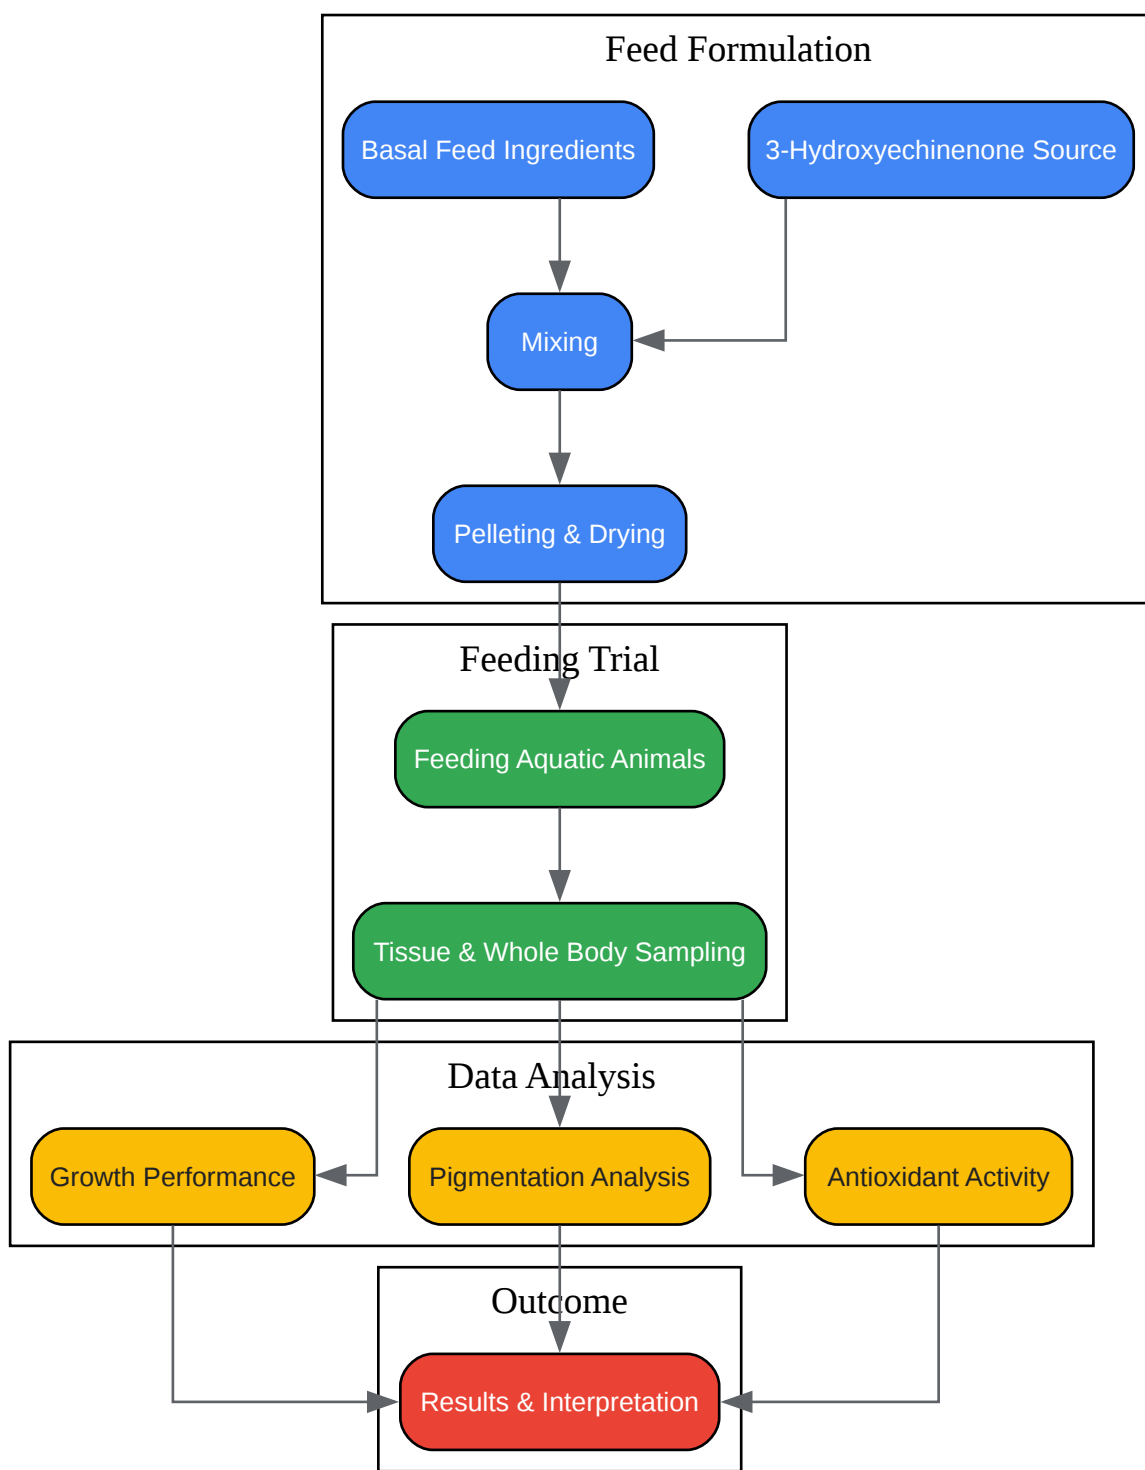 Feed Formulation
Basal Feed Ingredients
3-Hydroxyechinenone Source
Mixing
Pelleting & Drying
Feeding Trial
Feeding Aquatic Animals
Tissue & Whole Body Sampling
Data Analysis
Growth Performance
Pigmentation Analysis
Antioxidant Activity
Outcome
Results & Interpretation